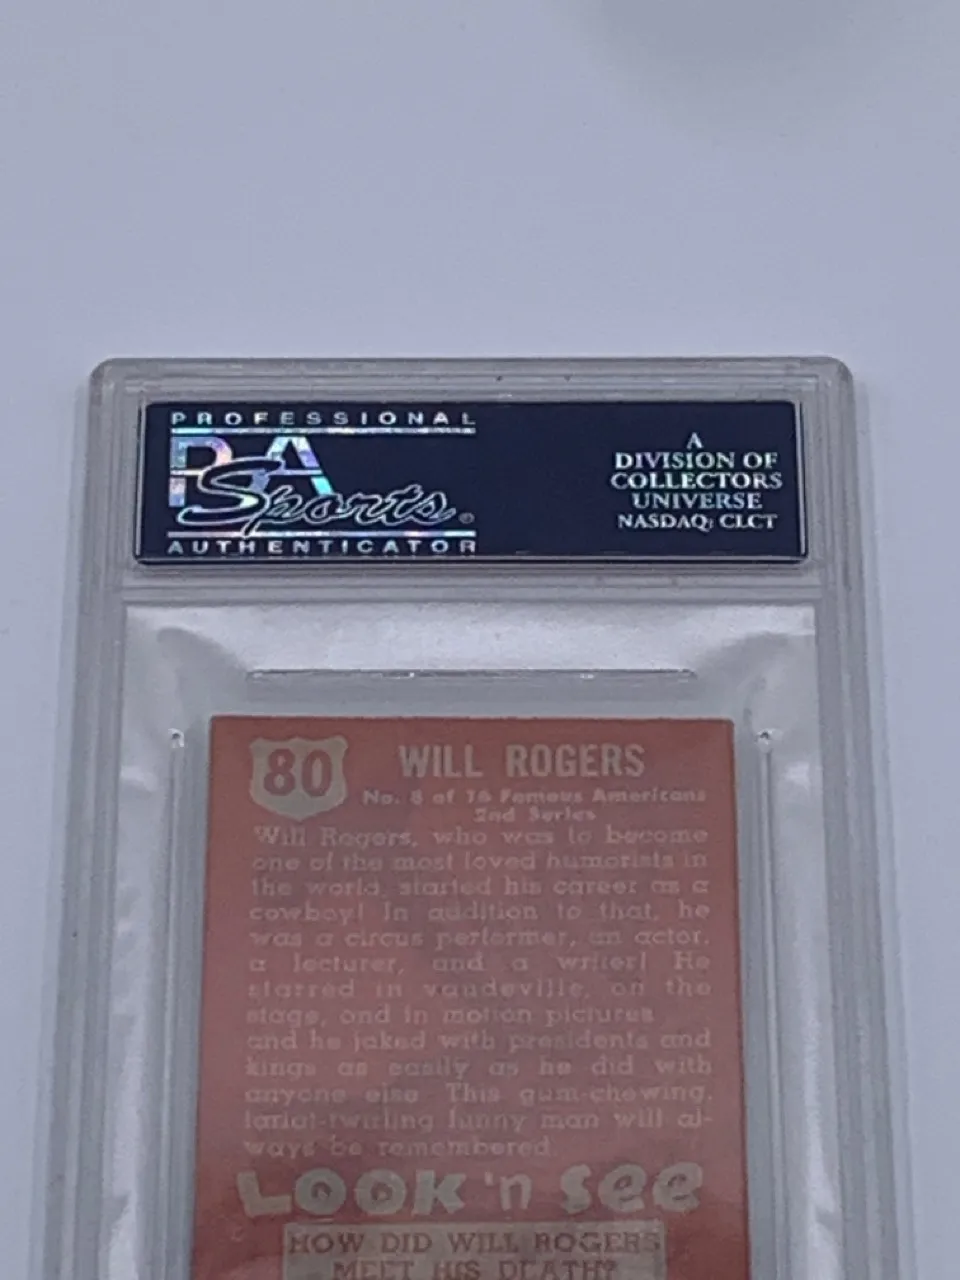 PROFESSIONAL
PSA
Sports®
AUTHENTICATOR
A
DIVISION OF
COLLECTORS
UNIVERSE
NASDAQ: CLCT
80
WILL ROGERS
No. 8 of 16 Famous Americans
2nd Series
Will Rogers, who was to become
one of the most loved humorists in
the world, started his career as a
cowboy! In addition to that, he
was a circus performer, an actor,
a lecturer, and a writer! He
starred in vaudeville, on the
stage, and in motion pictures
and he joked with presidents and
kings as easily as he did with
anyone else. This gum-chewing,
lariat-twirling funny man will al-
ways be remembered.
LOOK 'n SEE
HOW DID WILL ROGERS
MEET HIS DEATH?